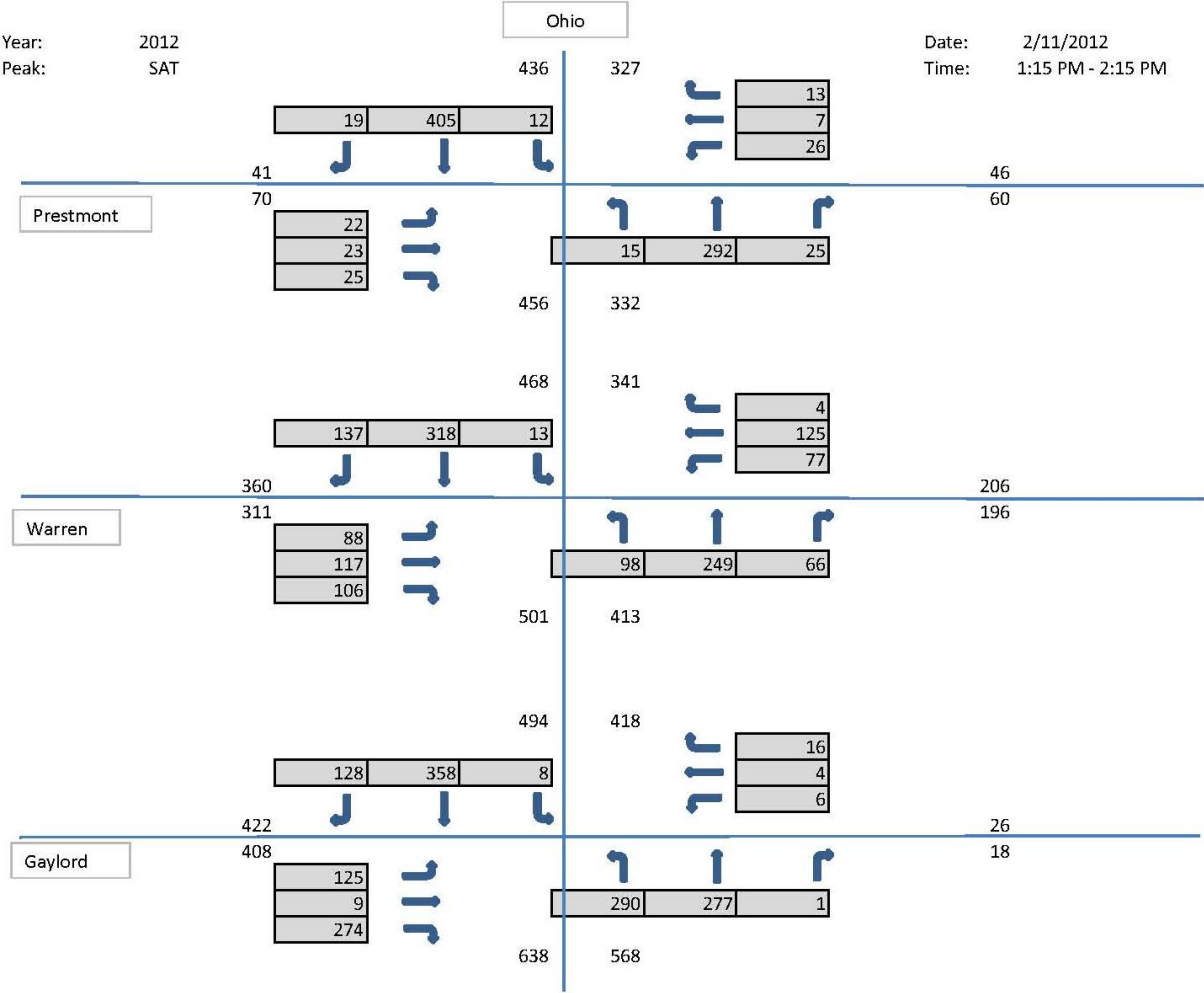 Ohio
Year: 2012 Date: 2/11/2012
Peak: SAT 436 327 Time: 1:15 PM - 2:15 PM
13
19 405 12 7
26
41 46
70 60
Prestmont
22
23 15 292 25
25
456 332
468 341
4
137 318 13 125
77
360 206
311 196
Warren
88
117 98 249 66
106
501 413
494 418
16
128 358 8 4
6
422 26
408 18
Gaylord
125
9 290 277 1
274
638 568